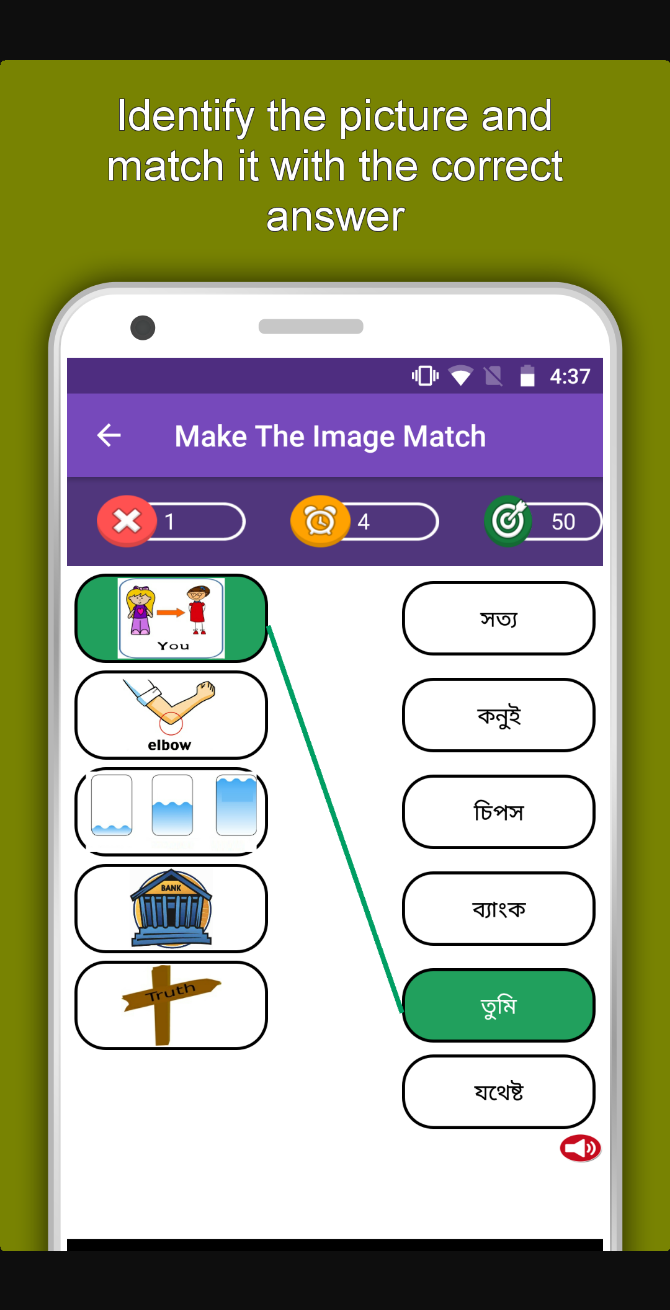 Identify the picture and
match it with the correct
answer
4:37
Make The Image Match
1
4
50
You
সত্য
elbow
কনুই
চিপস
BANK
ব্যাংক
Truth
তুমি
যথেষ্ট